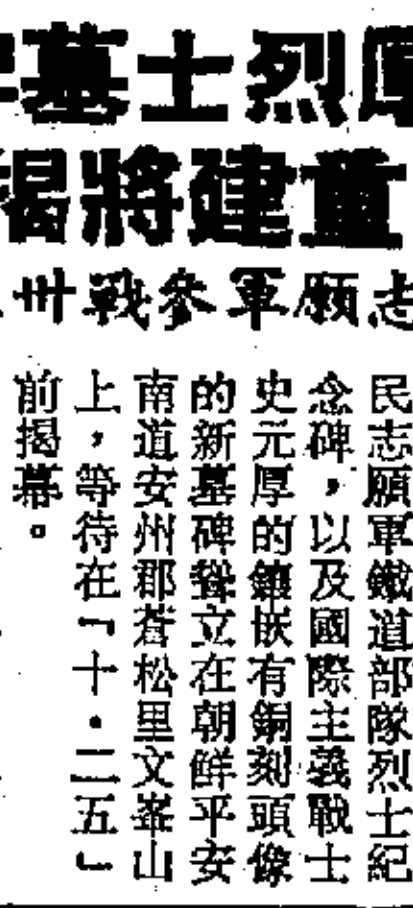 厚烈士墓
重建將揭
志願軍參戰卅
民志願軍鐵道部隊烈士紀
念碑，以及國際主義戰士
史元厚的鑲嵌有銅刻頭像
的新墓碑聳立在朝鮮平安
南道安州郡蒼松里文峯山
上，等待在「十·二五」
前揭幕。